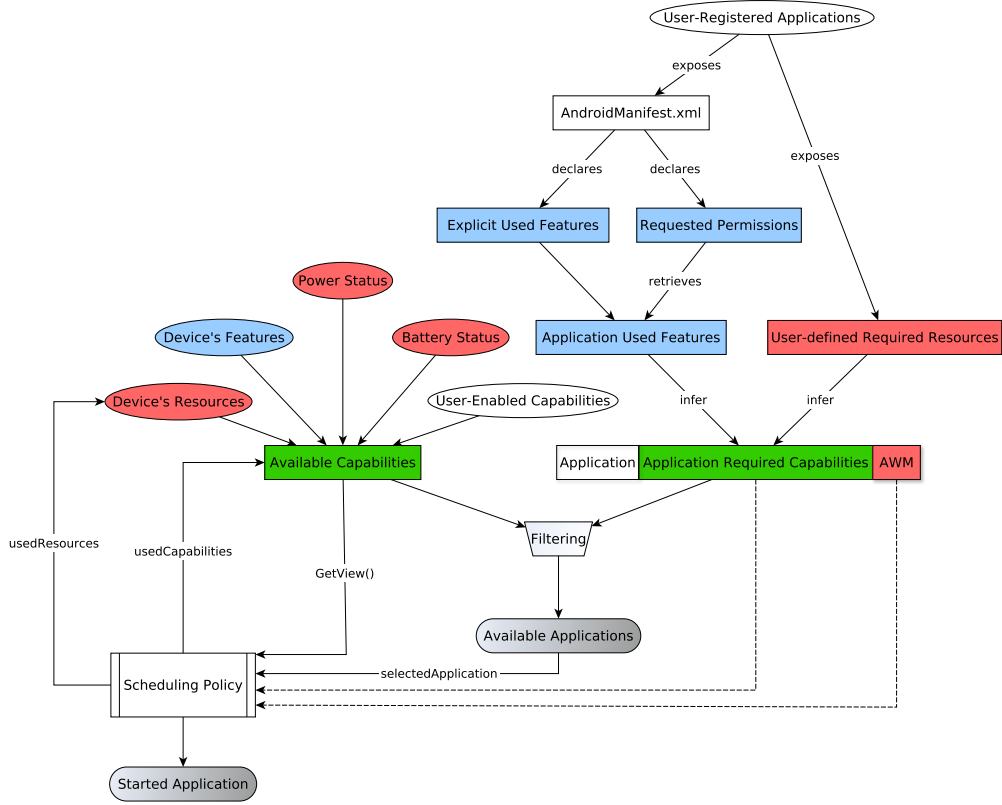 User-Registered Applications
exposes
AndroidManifest.xml
exposes
declares
declares
Explicit Used Features
Requested Permissions
Power Status
retrieves
Device's Features
Battery Status
Application Used Features
User-defined Required Resources
Device's Resources
User-Enabled Capabilities
infer
infer
Available Capabilities
Application
Application Required Capabilities
AWM
Filtering
usedResources
usedCapabilities
GetView()
Available Applications
selectedApplication
Scheduling Policy
Started Application